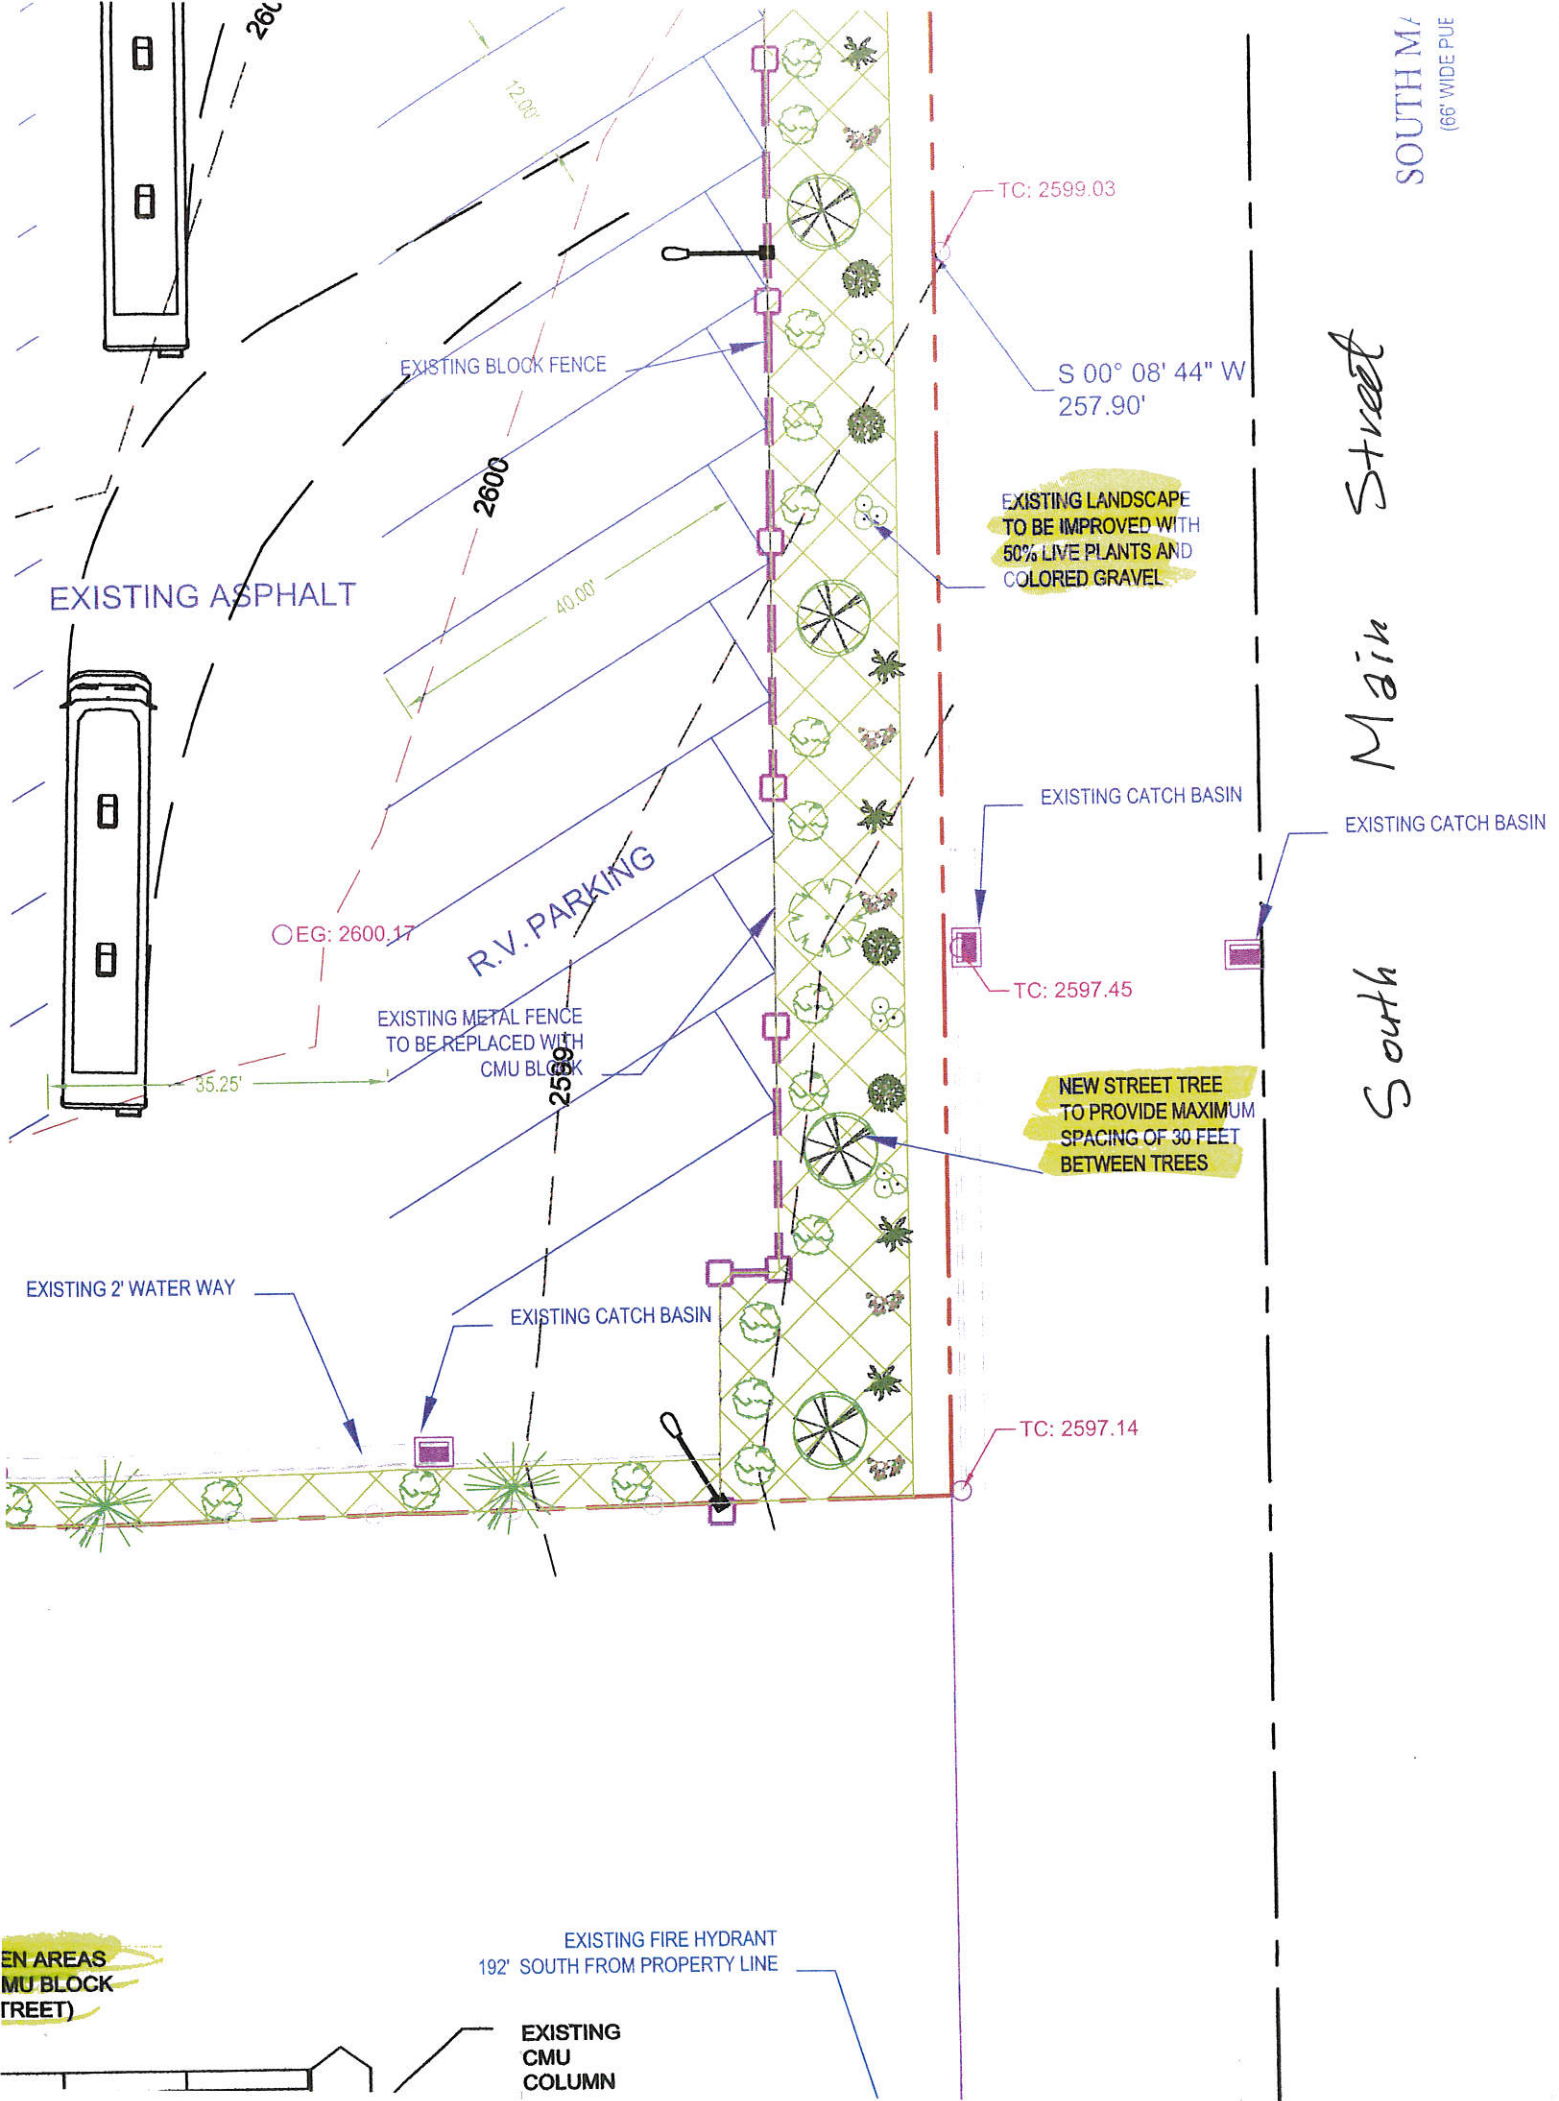 260
12.00'
SOUTH MA
(66' WIDE PUB
TC: 2599.03
EXISTING BLOCK FENCE
S 00° 08' 44" W
257.90'
Street
2600
EXISTING LANDSCAPE
TO BE IMPROVED WITH
50% LIVE PLANTS AND
COLORED GRAVEL
EXISTING ASPHALT
40.00'
Main
EXISTING CATCH BASIN
EXISTING CATCH BASIN
R.V. PARKING
EG: 2600.17
TC: 2597.45
South
EXISTING METAL FENCE
TO BE REPLACED WITH
CMU BLOCK
2599
35.25'
NEW STREET TREE
TO PROVIDE MAXIMUM
SPACING OF 30 FEET
BETWEEN TREES
EXISTING 2' WATER WAY
EXISTING CATCH BASIN
TC: 2597.14
EN AREAS
MU BLOCK
TREET)
EXISTING FIRE HYDRANT
192' SOUTH FROM PROPERTY LINE
EXISTING
CMU
COLUMN